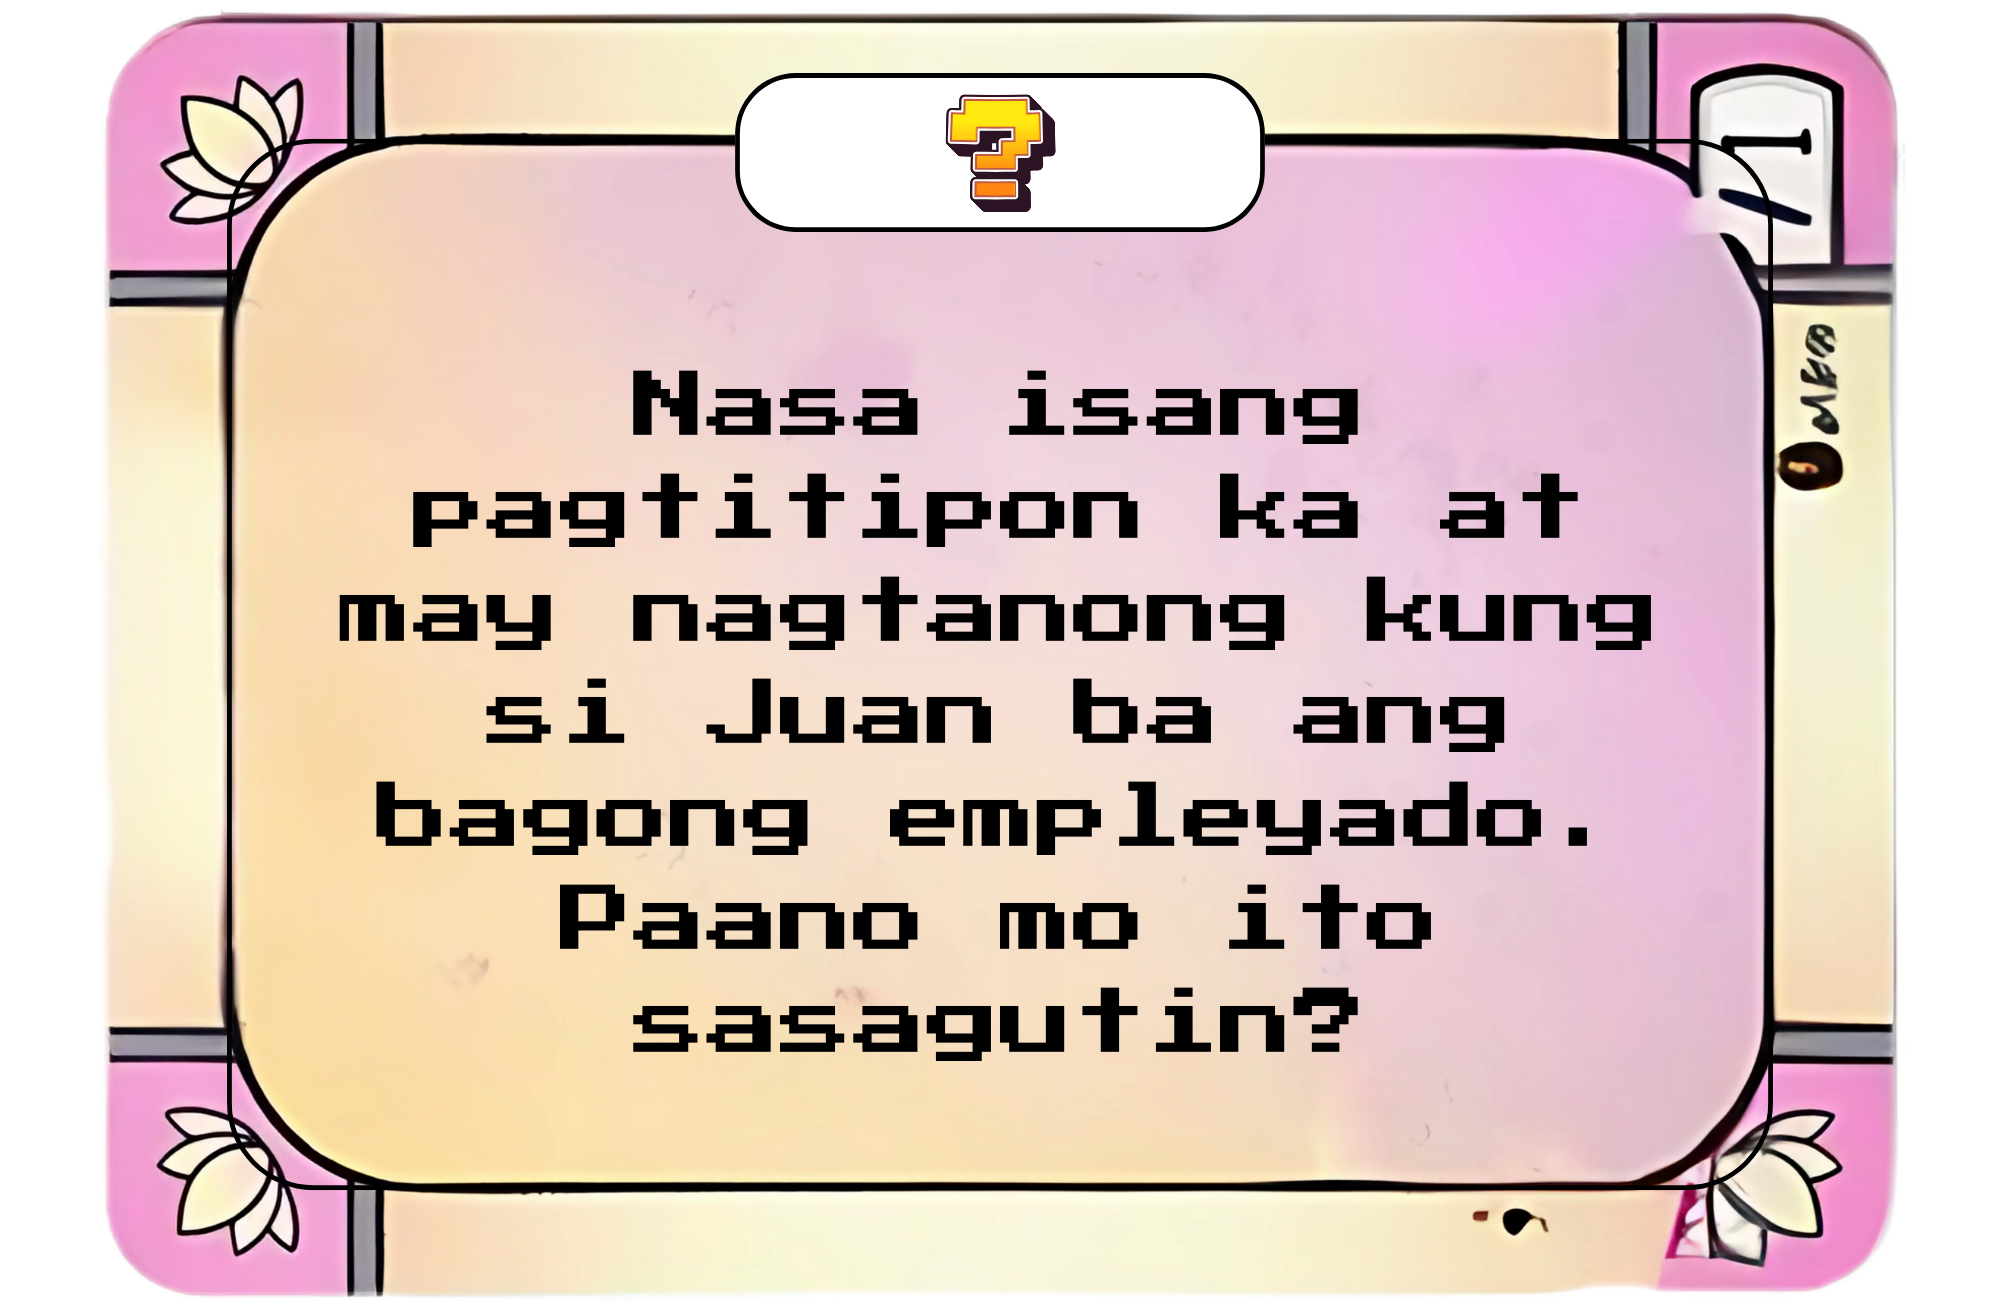 ?
Nasa isang
pagtitipon ka at
may nagtanong kung
si Juan ba ang
bagong empleyado.
Paano mo ito
sasagutin?